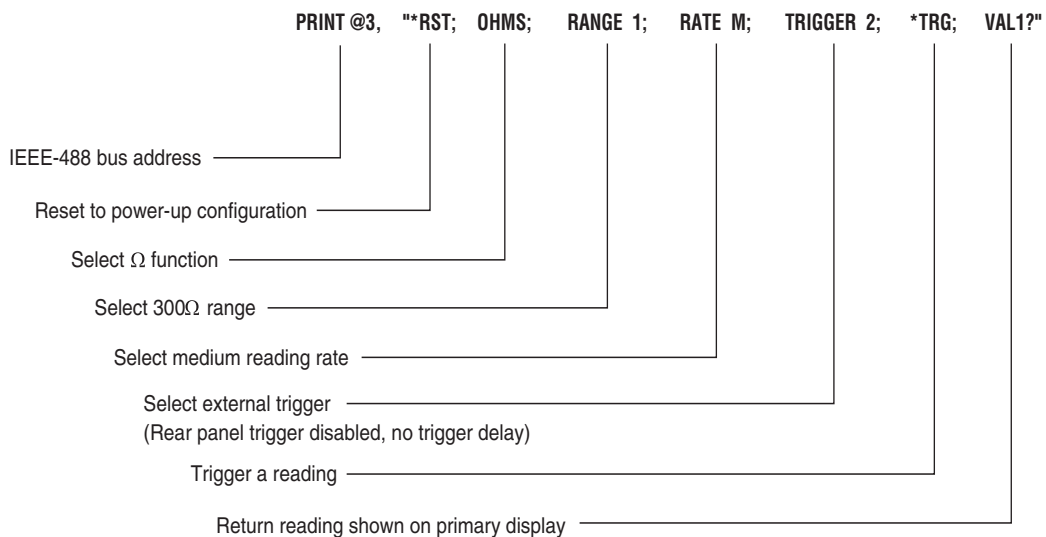 PRINT @3, "*RST; OHMS; RANGE 1; RATE M; TRIGGER 2; *TRG; VAL1?"
IEEE-488 bus address
Reset to power-up configuration
Select Ω function
Select 300Ω range
Select medium reading rate
Select external trigger
(Rear panel trigger disabled, no trigger delay)
Trigger a reading
Return reading shown on primary display